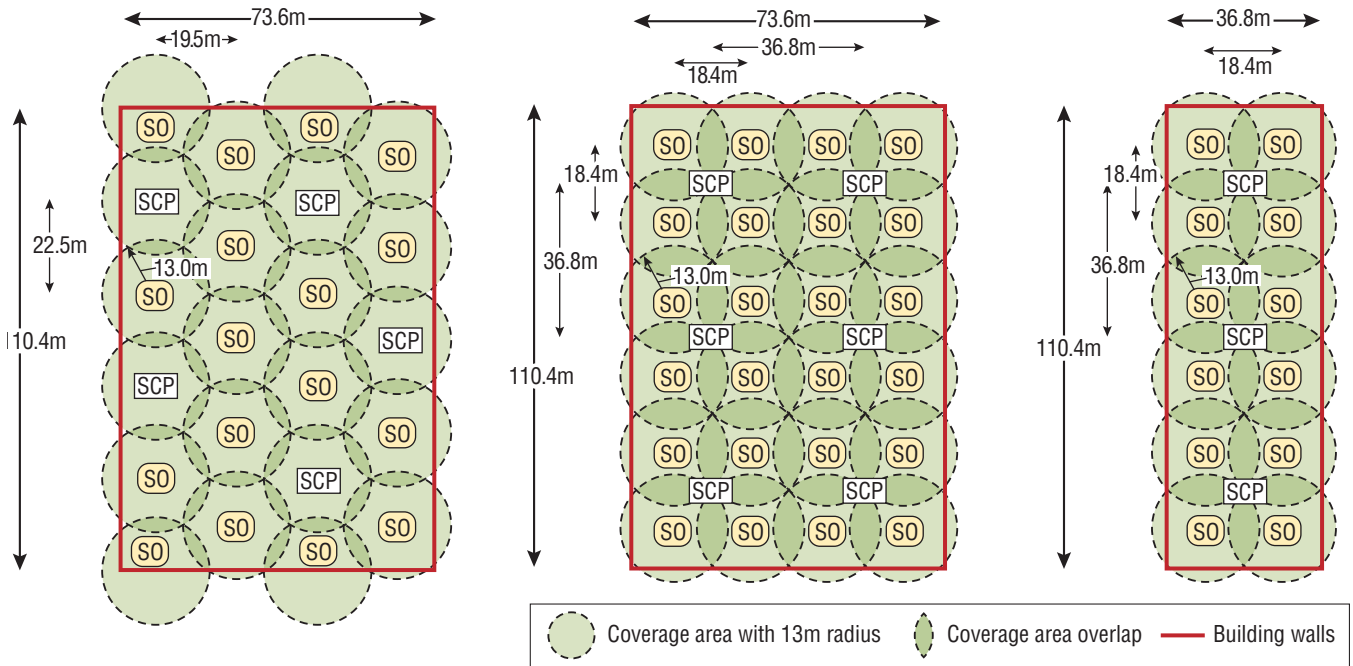 73.6m
19.5m
SO SO
SO SO
SCP SCP
22.5m SO SO
13.0m
SO SO
110.4m SO SCP
SCP SO
SO SO
SO SCP
SO SO
SO SO
73.6m
36.8m
18.4m
SO SO SO SO
18.4m SCP SCP
SO SO SO SO
36.8m
13.0m
SO SO SO SO
SCP SCP
110.4m SO SO SO SO
SO SO SO SO
SCP SCP
SO SO SO SO
36.8m
18.4m
SO SO
18.4m SCP
SO SO
36.8m
13.0m
SO SO
SCP
110.4m
SO SO
SO SO
SCP
SO SO
Coverage area with 13m radius
Coverage area overlap
Building walls